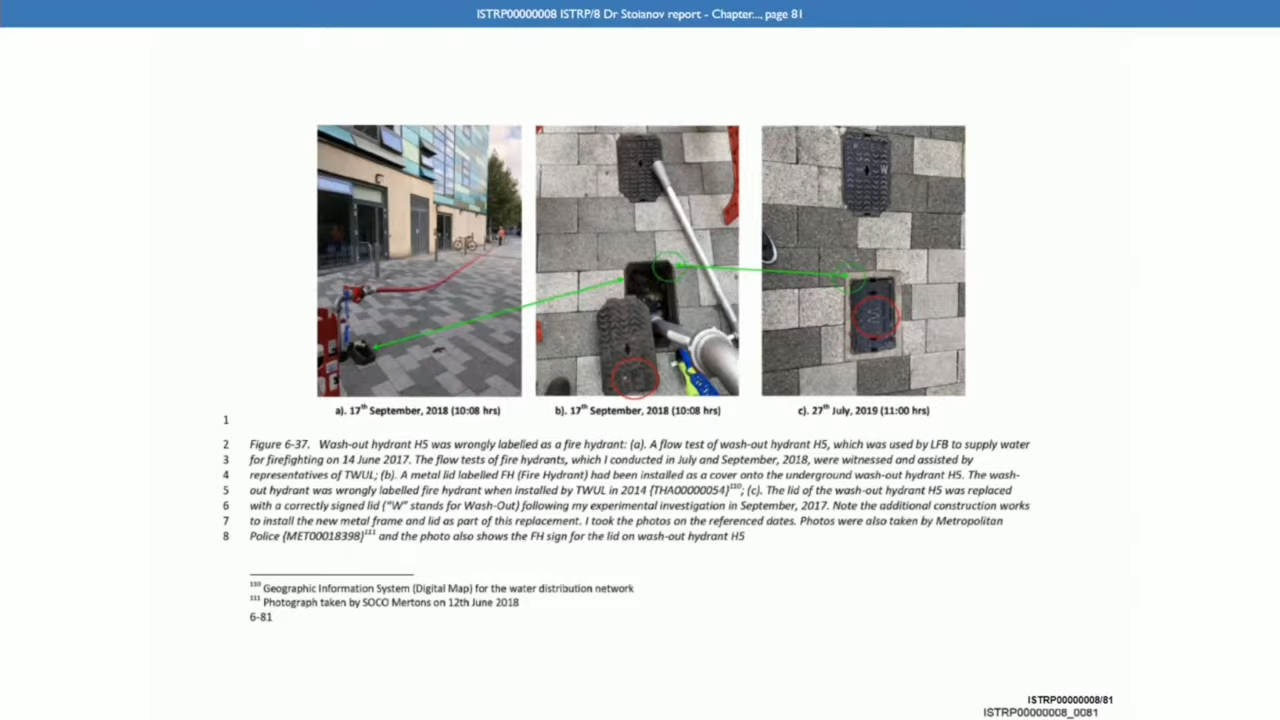 ISTRP00000008 ISTRP/8 Dr Stoianov report - Chapter..., page 81
W
a). 17th September, 2018 (10:08 hrs)
b). 17th September, 2018 (10:08 hrs)
c). 27th July, 2019 (11:00 hrs)
1
2 Figure 6-37. Wash-out hydrant H5 was wrongly labelled as a fire hydrant: (a). A flow test of wash-out hydrant H5, which was used by LFB to supply water
3 for firefighting on 14 June 2017. The flow tests of fire hydrants, which I conducted in July and September, 2018, were witnessed and assisted by
4 representatives of TWUL; (b). A metal lid labelled FH (Fire Hydrant) had been installed as a cover onto the underground wash-out hydrant H5. The wash-
5 out hydrant was wrongly labelled fire hydrant when installed by TWUL in 2014 {THA00000054}110; (c). The lid of the wash-out hydrant H5 was replaced
6 with a correctly signed lid ("W" stands for Wash-Out) following my experimental investigation in September, 2017. Note the additional construction works
7 to install the new metal frame and lid as part of this replacement. I took the photos on the referenced dates. Photos were also taken by Metropolitan
8 Police {MET00018398}111 and the photo also shows the FH sign for the lid on wash-out hydrant H5
110 Geographic Information System (Digital Map) for the water distribution network
111 Photograph taken by SOCO Mertons on 12th June 2018
6-81
ISTRP00000008/81
ISTRP00000008_0081